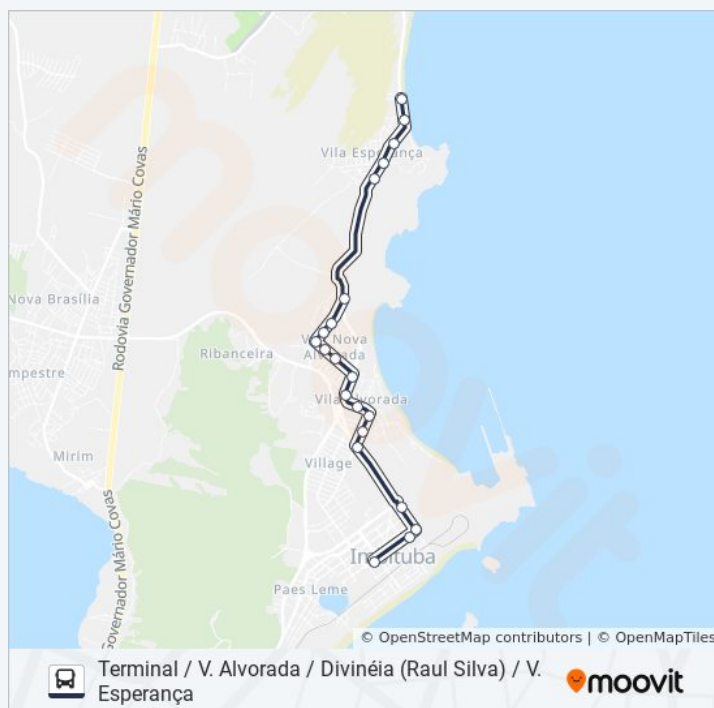 Rodovia Governador Mário Covas
Vila Esperança
Nova Brasília
Ribanceira
Vila Nova
Alvorada
mpestre
Vila Alvorada
Mirim
Village
Imbituba
Paes Leme
Governador Mário Covas
© OpenStreetMap contributors | © OpenMapTiles
Terminal / V. Alvorada / Divinéia (Raul Silva) / V.
Esperança
moovit